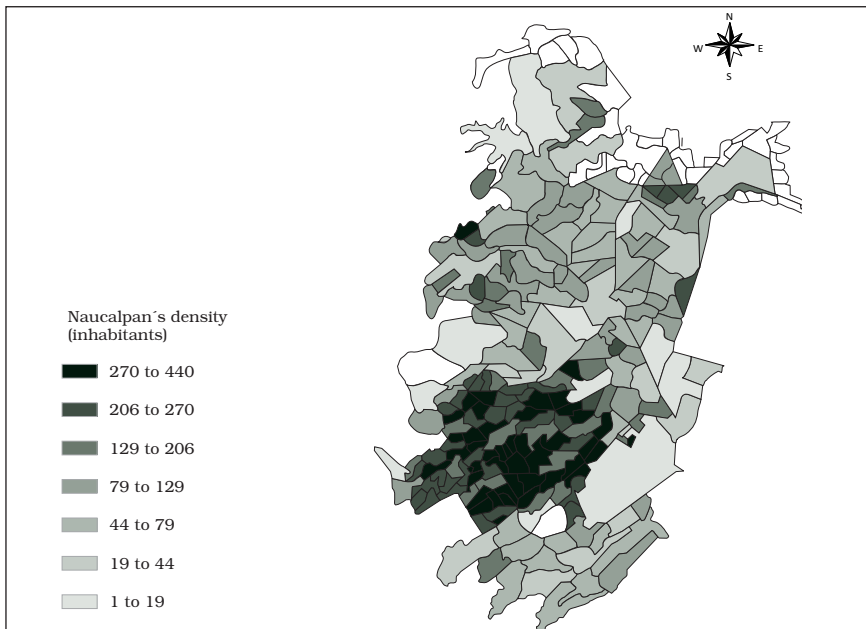 N
W E
S
Naucalpan´s density
(inhabitants)
270 to 440
206 to 270
129 to 206
79 to 129
44 to 79
19 to 44
1 to 19